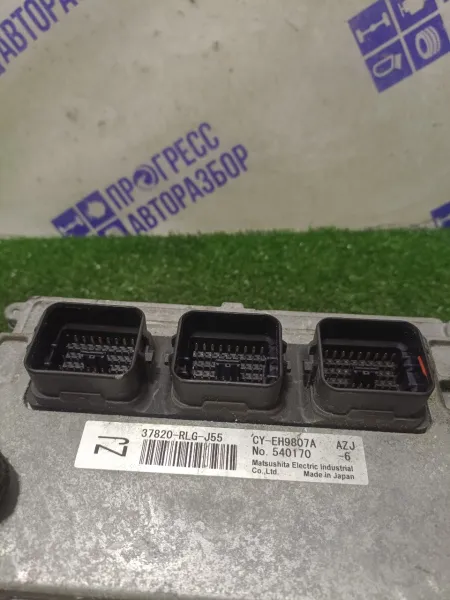 АВТОРАЗБОР
ПРОГРЕСС
АВТОРАЗБОР
ZJ
37820-RLG-J55
CY-EH9807A AZJ
No. 540170 -6
Matsushita Electric Industrial
Co.,Ltd. Made in Japan